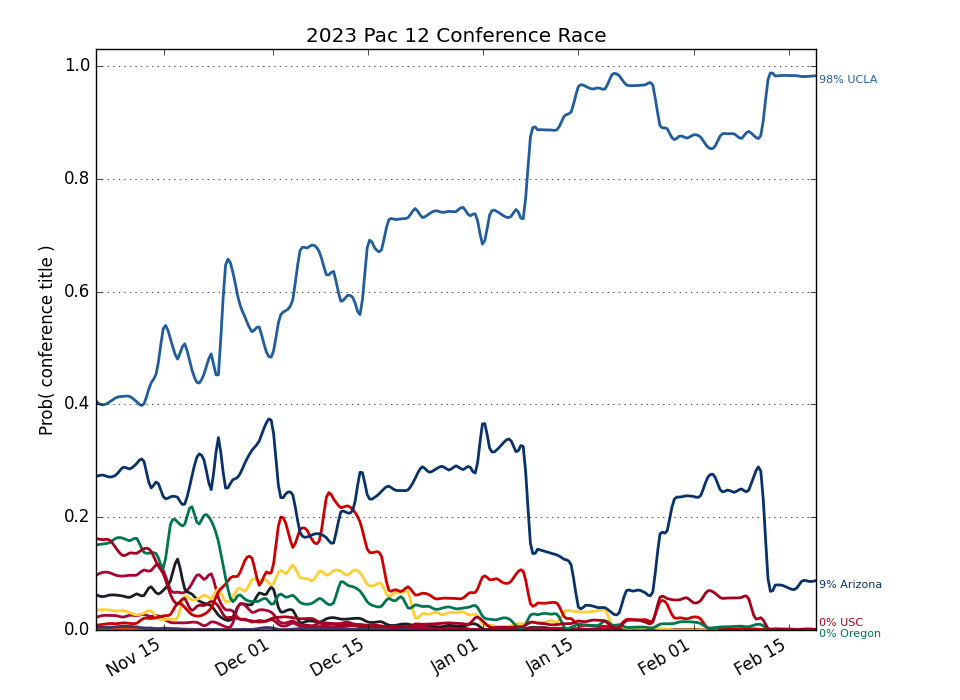 2023 Pac 12 Conference Race
Prob( conference title )
1.0
0.8
0.6
0.4
0.2
0.0
Nov 15
Dec 01
Dec 15
Jan 01
Jan 15
Feb 01
Feb 15
98% UCLA
9% Arizona
0% USC
0% Oregon